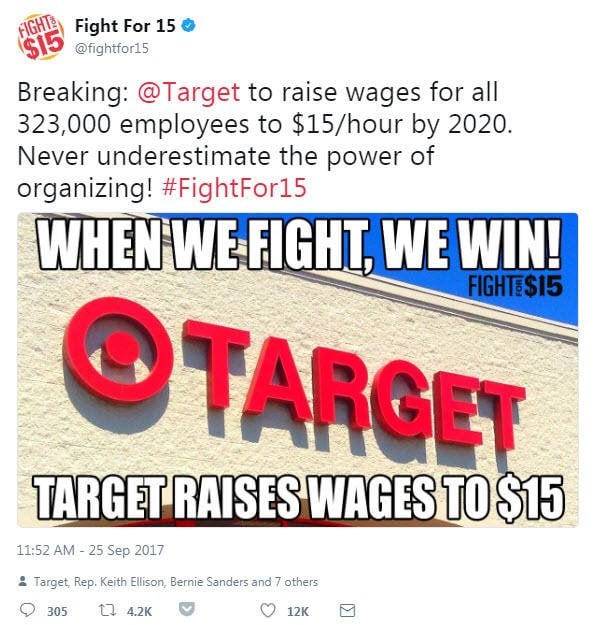 FIGHT FOR $15
Fight For 15
@fightfor15
Breaking: @Target to raise wages for all
323,000 employees to $15/hour by 2020.
Never underestimate the power of
organizing! #FightFor15
WHEN WE FIGHT, WE WIN!
FIGHT FOR $15
TARGET
TARGET RAISES WAGES TO $15
11:52 AM - 25 Sep 2017
Target, Rep. Keith Ellison, Bernie Sanders and 7 others
305 4.2K 12K